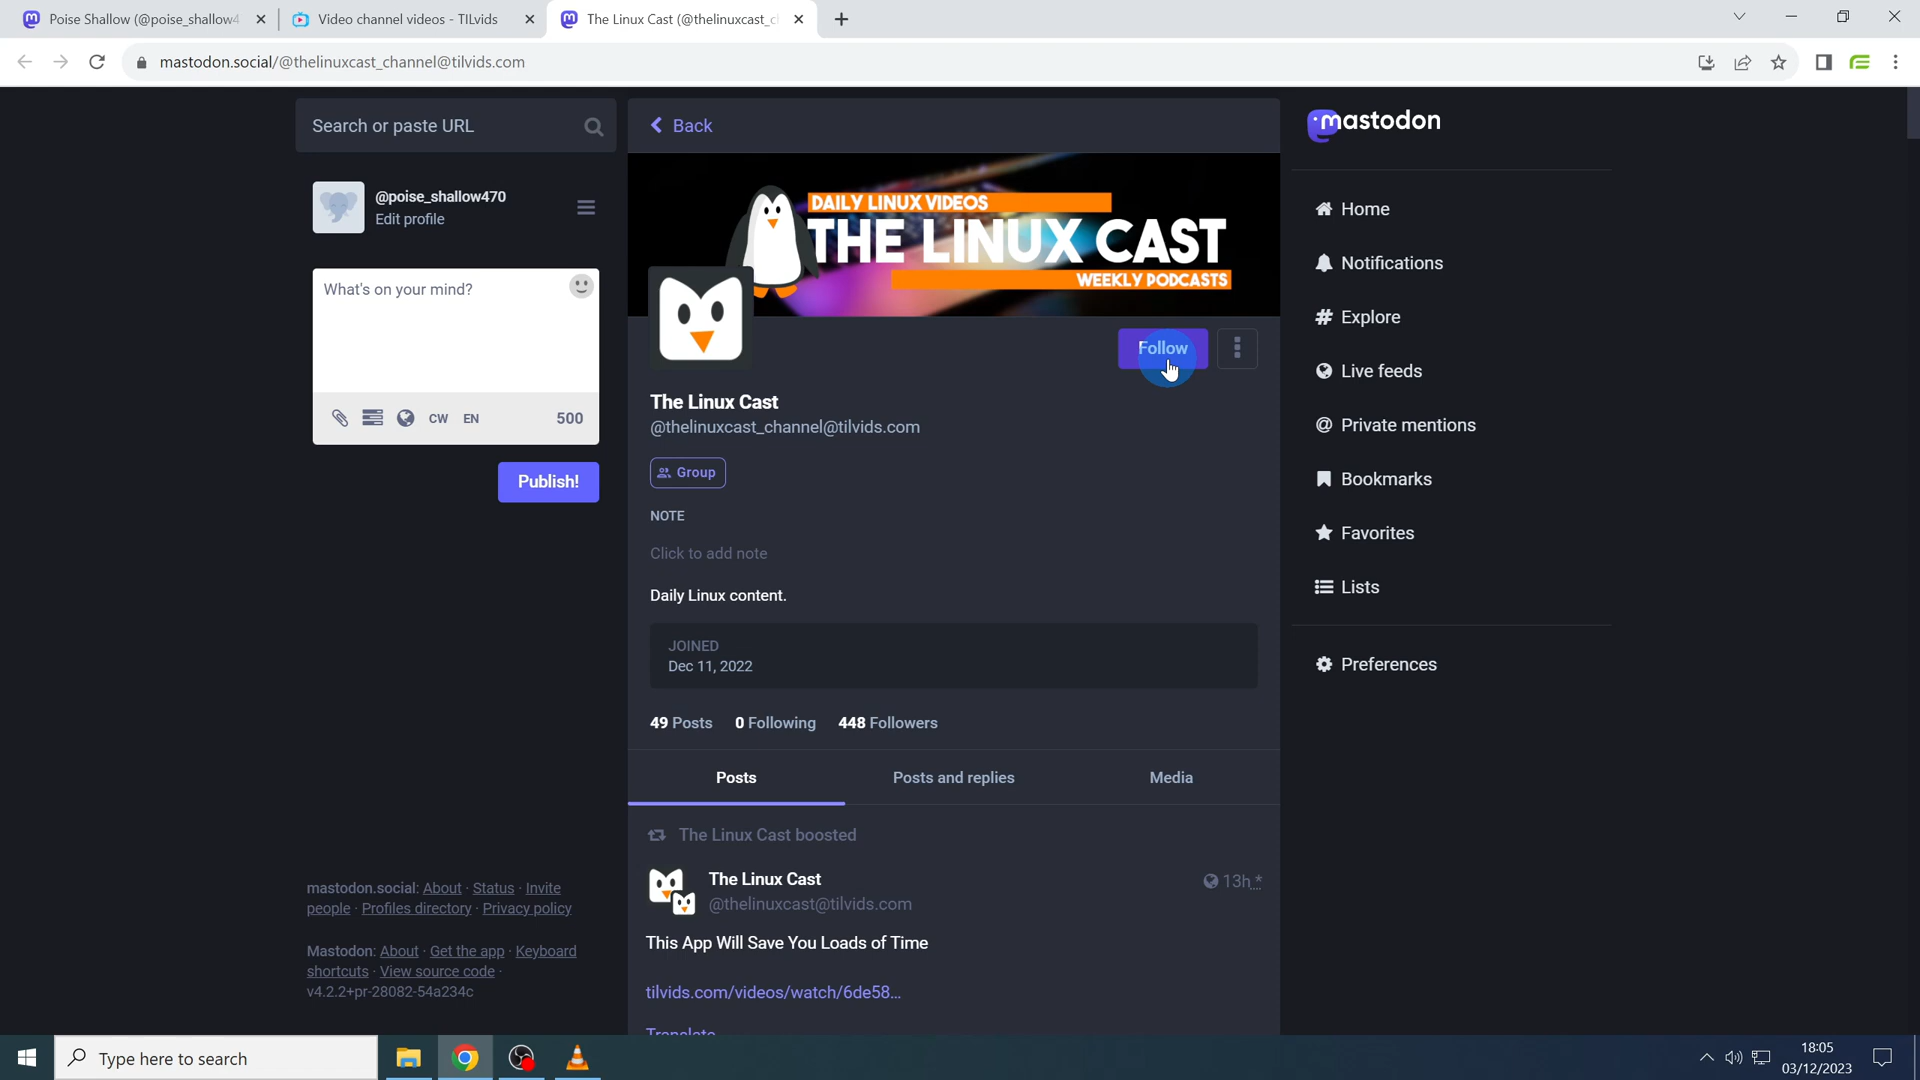 Poise Shallow (@poise_shallow4
Video channel videos - TILvids
The Linux Cast (@thelinuxcast_c
mastodon.social/@thelinuxcast_channel@tilvids.com
Search or paste URL
@poise_shallow470
Edit profile
What's on your mind?
CW EN 500
Publish!
mastodon.social: About · Status · Invite
people · Profiles directory · Privacy policy
Mastodon: About · Get the app · Keyboard
shortcuts · View source code ·
v4.2.2+pr-28082-54a234c
Back
DAILY LINUX VIDEOS
THE LINUX CAST
WEEKLY PODCASTS
Follow
The Linux Cast
@thelinuxcast_channel@tilvids.com
Group
NOTE
Click to add note
Daily Linux content.
JOINED
Dec 11, 2022
49 Posts 0 Following 448 Followers
Posts Posts and replies Media
The Linux Cast boosted
The Linux Cast
13h *
@thelinuxcast@tilvids.com
This App Will Save You Loads of Time
tilvids.com/videos/watch/6de58…
Translate
mastodon
Home
Notifications
Explore
Live feeds
Private mentions
Bookmarks
Favorites
Lists
Preferences
Type here to search
18:05
03/12/2023